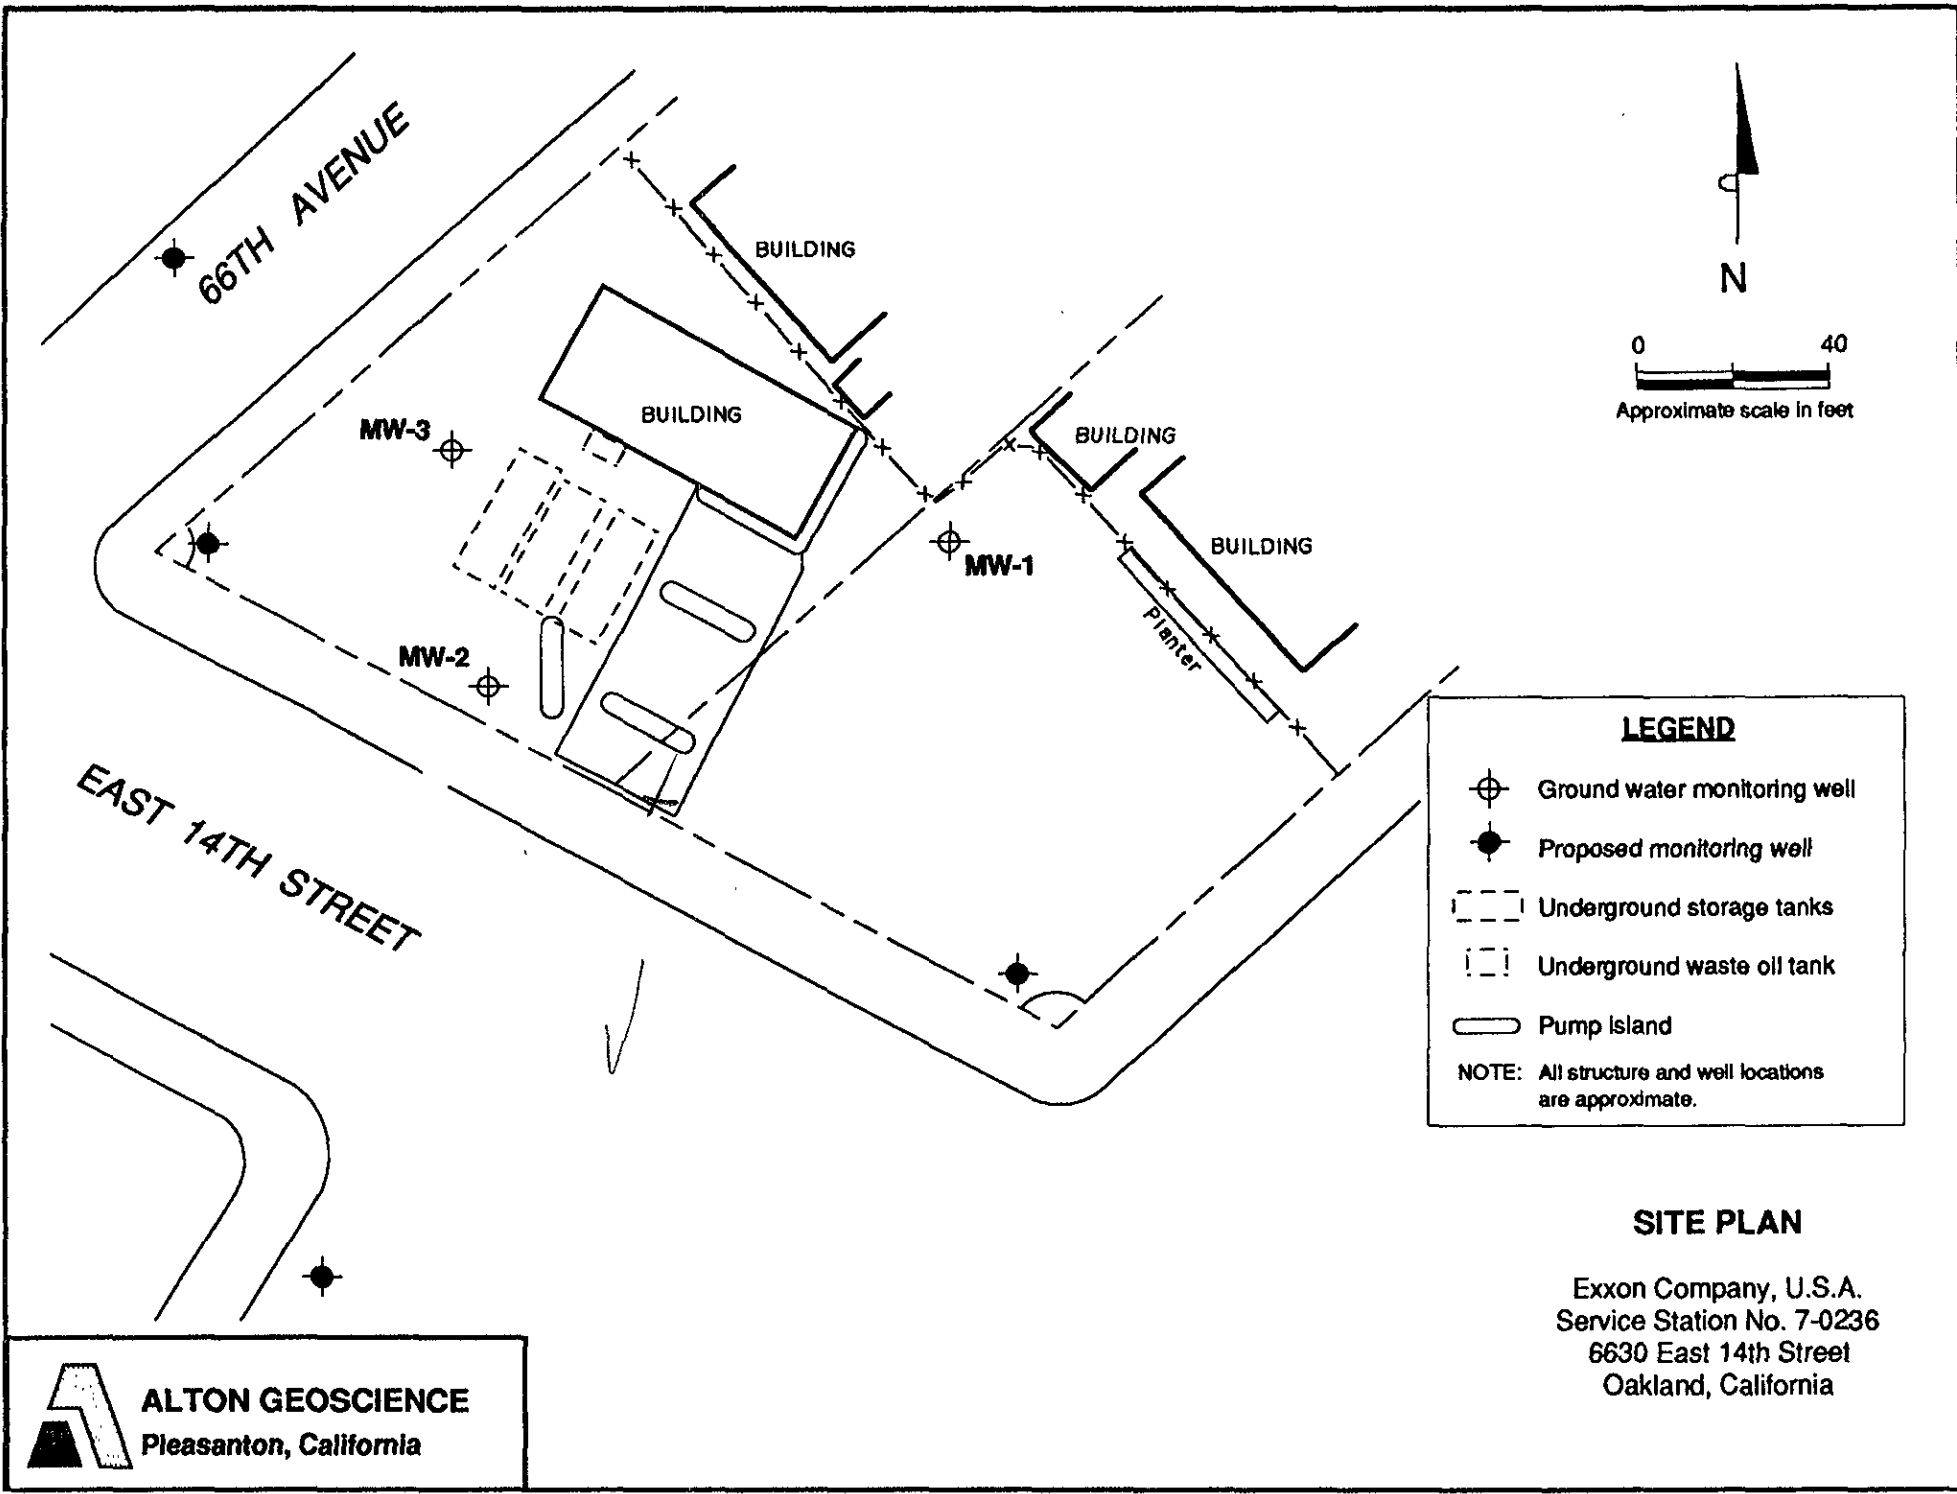 66TH AVENUE
BUILDING
N
0 40
Approximate scale in feet
BUILDING
MW-3
BUILDING
BUILDING
MW-1
Planter
MW-2
EAST 14TH STREET
LEGEND
Ground water monitoring well
Proposed monitoring well
Underground storage tanks
Underground waste oil tank
Pump island
NOTE: All structure and well locations
are approximate.
SITE PLAN
Exxon Company, U.S.A.
Service Station No. 7-0236
6630 East 14th Street
Oakland, California
ALTON GEOSCIENCE
Pleasanton, California